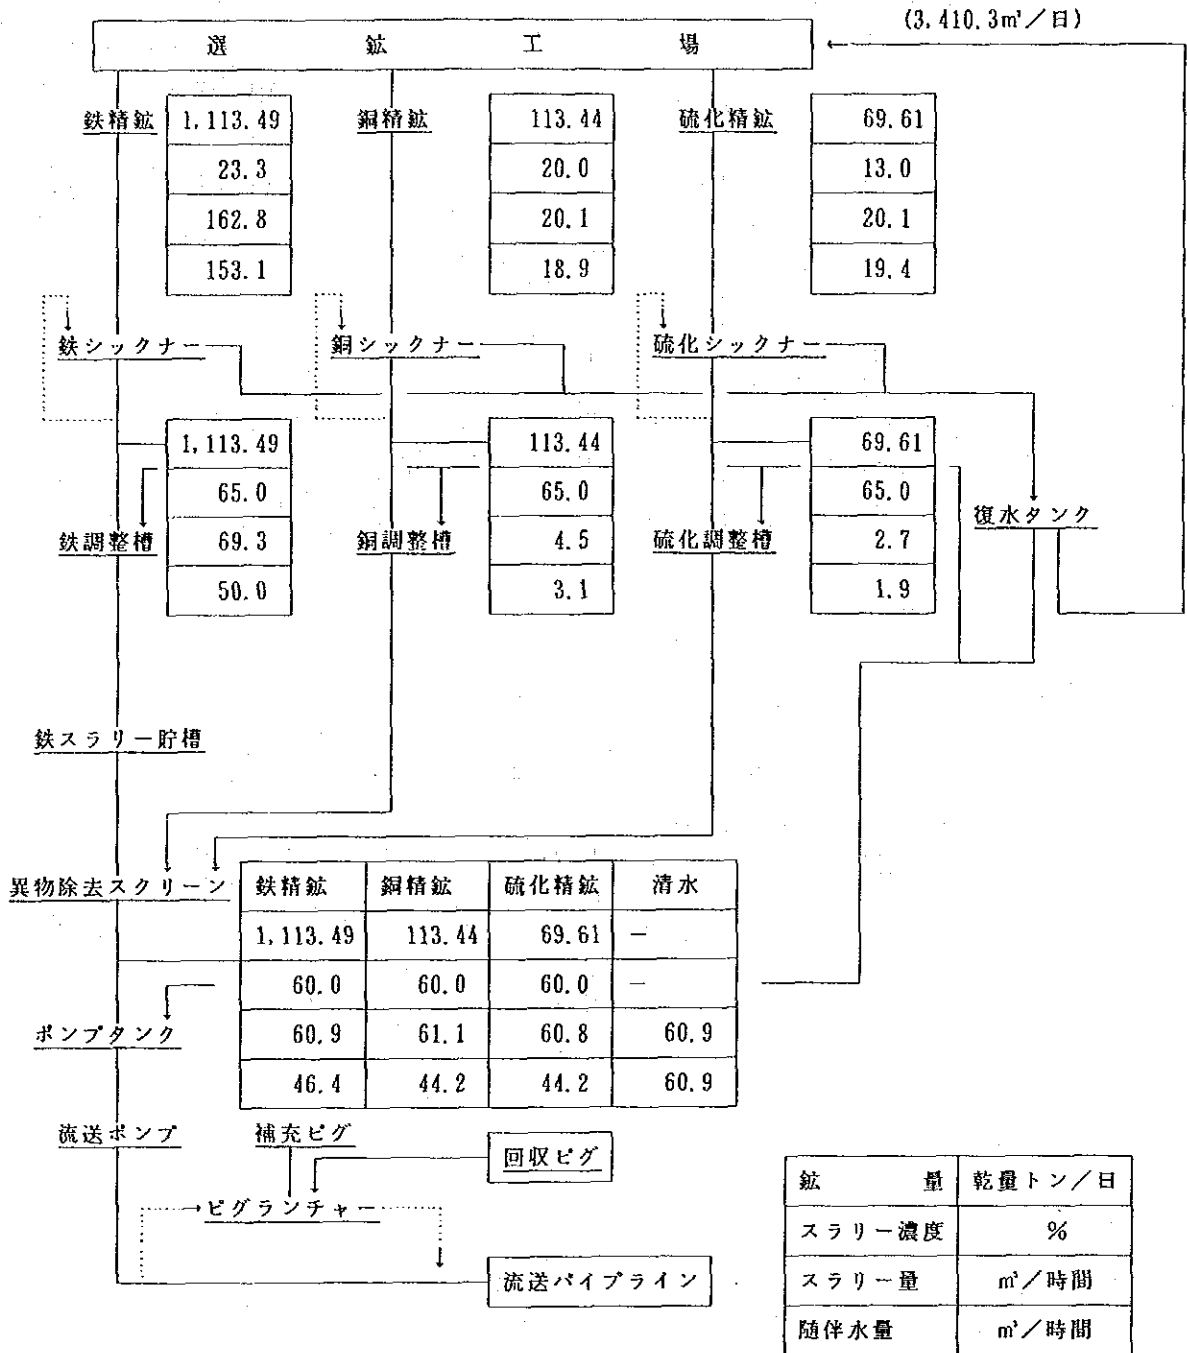 (3,410.3㎥/日)
選鉱工場
鉄精鉱 1,113.49 銅精鉱 113.44 硫化精鉱 69.61
23.3 20.0 13.0
162.8 20.1 20.1
153.1 18.9 19.4
鉄シックナー 銅シックナー 硫化シックナー
1,113.49 113.44 69.61
65.0 65.0 65.0 復水タンク
鉄調整槽 69.3 銅調整槽 4.5 硫化調整槽 2.7
50.0 3.1 1.9
鉄スラリー貯槽
異物除去スクリーン 鉄精鉱 銅精鉱 硫化精鉱 清水
1,113.49 113.44 69.61 −
60.0 60.0 60.0 −
ポンプタンク 60.9 61.1 60.8 60.9
46.4 44.2 44.2 60.9
流送ポンプ 補充ピグ 回収ピグ
ピグランチャー
流送パイプライン
鉱量 乾量トン/日
スラリー濃度 %
スラリー量 ㎥/時間
随伴水量 ㎥/時間